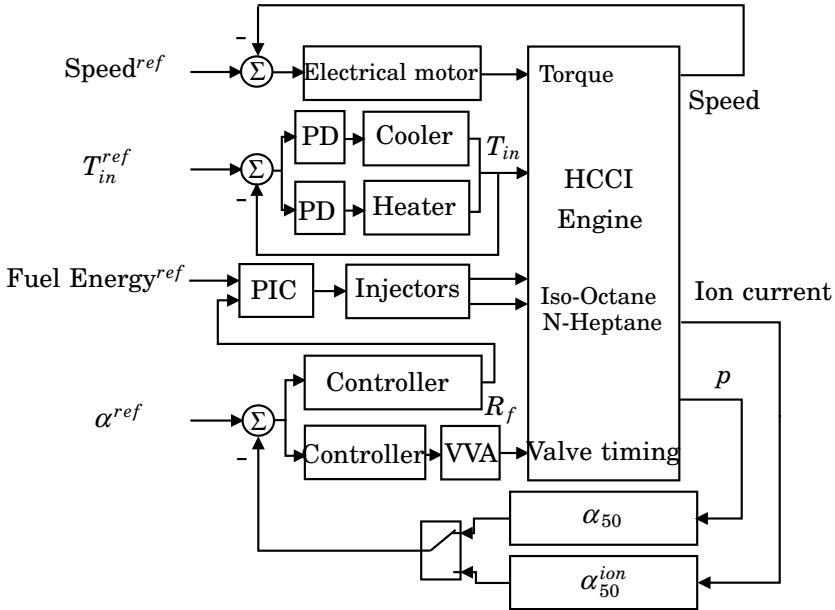 –
Speed^ref
Σ
Electrical motor
Torque
Speed
PD
Cooler
T_in^ref
Σ
T_in
HCCI
Engine
–
PD
Heater
Fuel Energy^ref
PIC
Injectors
Iso-Octane
N-Heptane
Ion current
Controller
p
α^ref
Σ
R_f
–
Controller
VVA
Valve timing
α_50
α_50^ion